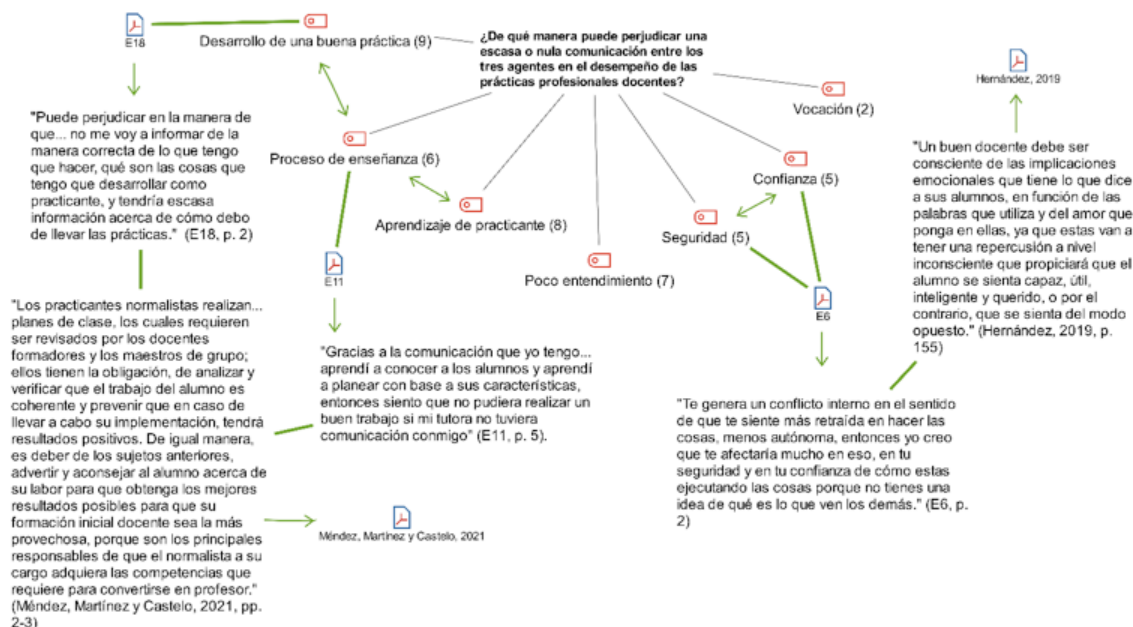 ¿De qué manera puede perjudicar una
escasa o nula comunicación entre los
tres agentes en el desempeño de las
prácticas profesionales docentes?
E18
Desarrollo de una buena práctica (9)
Hernández, 2019
Vocación (2)
"Puede perjudicar en la manera de
que... no me voy a informar de la
manera correcta de lo que tengo
que hacer, qué son las cosas que
tengo que desarrollar como
practicante, y tendría escasa
información acerca de cómo debo
de llevar las prácticas." (E18, p. 2)
Proceso de enseñanza (6)
Confianza (5)
Aprendizaje de practicante (8)
Seguridad (5)
Poco entendimiento (7)
"Un buen docente debe ser
consciente de las implicaciones
emocionales que tiene lo que dice
a sus alumnos, en función de las
palabras que utiliza y del amor que
ponga en ellas, ya que estas van a
tener una repercusión a nivel
inconsciente que propiciará que el
alumno se sienta capaz, útil,
inteligente y querido, o por el
contrario, que se sienta del modo
opuesto." (Hernández, 2019, p.
155)
E11
E6
"Los practicantes normalistas realizan...
planes de clase, los cuales requieren
ser revisados por los docentes
formadores y los maestros de grupo;
ellos tienen la obligación, de analizar y
verificar que el trabajo del alumno es
coherente y prevenir que en caso de
llevar a cabo su implementación, tendrá
resultados positivos. De igual manera,
es deber de los sujetos anteriores,
advertir y aconsejar al alumno acerca de
su labor para que obtenga los mejores
resultados posibles para que su
formación inicial docente sea la más
provechosa, porque son los principales
responsables de que el normalista a su
cargo adquiera las competencias que
requiere para convertirse en profesor."
(Méndez, Martínez y Castelo, 2021, pp.
2-3)
"Gracias a la comunicación que yo tengo...
aprendí a conocer a los alumnos y aprendí
a planear con base a sus características,
entonces siento que no pudiera realizar un
buen trabajo si mi tutora no tuviera
comunicación conmigo" (E11, p. 5).
"Te genera un conflicto interno en el sentido
de que te siente más retraída en hacer las
cosas, menos autónoma, entonces yo creo
que te afectaría mucho en eso, en tu
seguridad y en tu confianza de cómo estas
ejecutando las cosas porque no tienes una
idea de qué es lo que ven los demás." (E6, p.
2)
Méndez, Martínez y Castelo, 2021